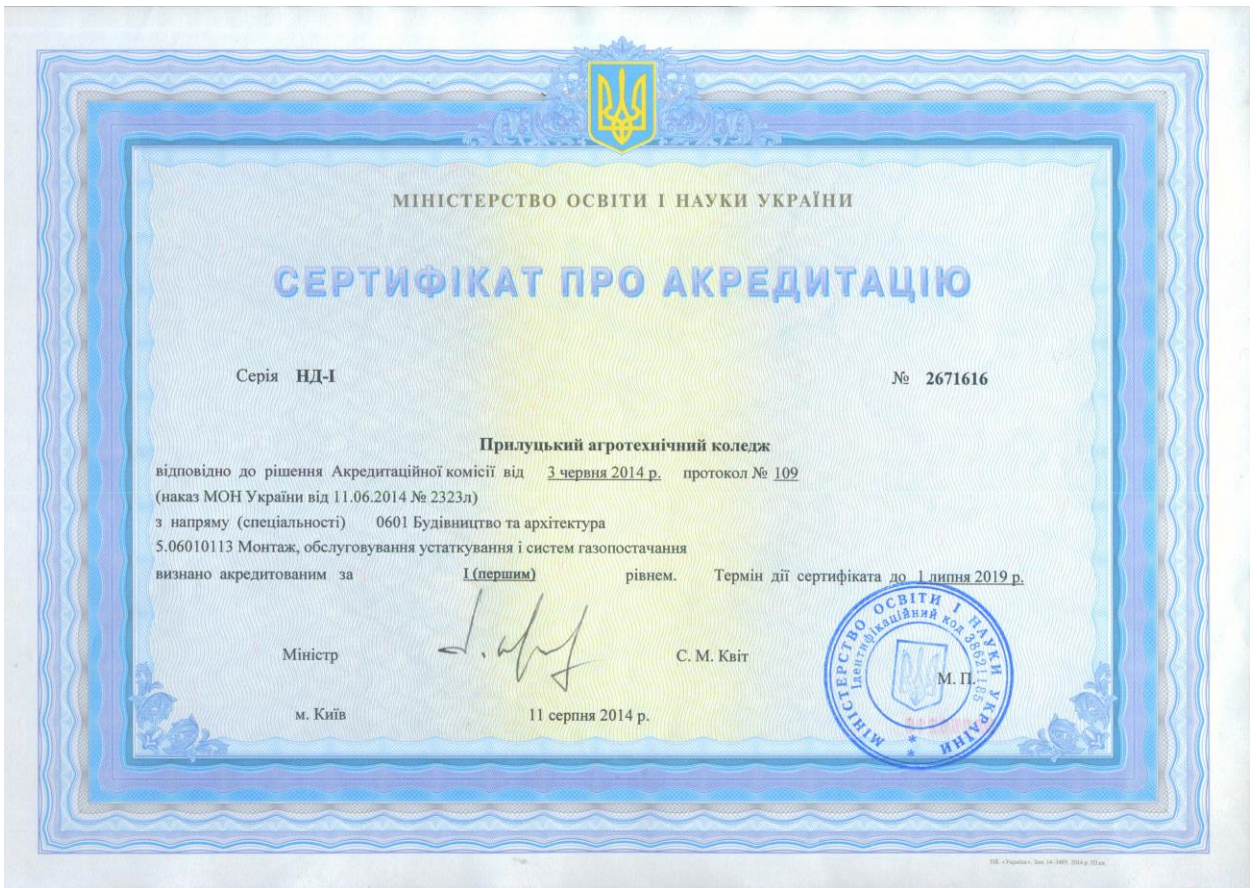 МІНІСТЕРСТВО ОСВІТИ І НАУКИ УКРАЇНИ
СЕРТИФІКАТ ПРО АКРЕДИТАЦІЮ
Серія НД-І № 2671616
Прилуцький агротехнічний коледж
відповідно до рішення Акредитаційної комісії від 3 червня 2014 р. протокол № 109
(наказ МОН України від 11.06.2014 № 2323л)
з напряму (спеціальності) 0601 Будівництво та архітектура
5.06010113 Монтаж, обслуговування устаткування і систем газопостачання
визнано акредитованим за І (першим) рівнем. Термін дії сертифіката до 1 липня 2019 р.
Міністр С. М. Квіт
М. П.
м. Київ 11 серпня 2014 р.
МІНІСТЕРСТВО ОСВІТИ І НАУКИ УКРАЇНИ
Ідентифікаційний код 38621185